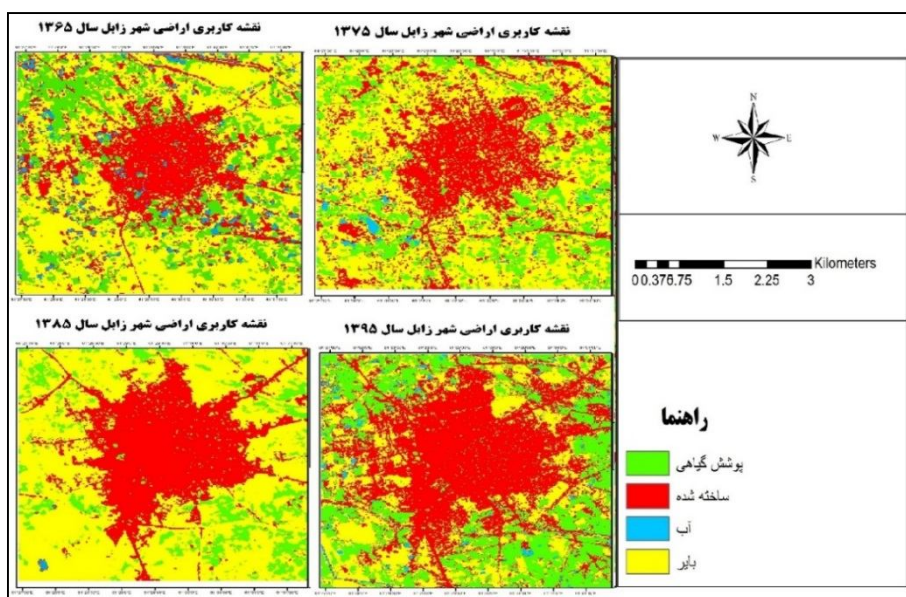 نقشه کاربری اراضی شهر زابل سال ۱۳۶۵
نقشه کاربری اراضی شهر زابل سال ۱۳۷۵
N
W E
S
Kilometers
0 0.37 6.75 1.5 2.25 3
نقشه کاربری اراضی شهر زابل سال ۱۳۸۵
نقشه کاربری اراضی شهر زابل سال ۱۳۹۵
راهنما
پوشش گیاهی
ساخته شده
آب
بایر